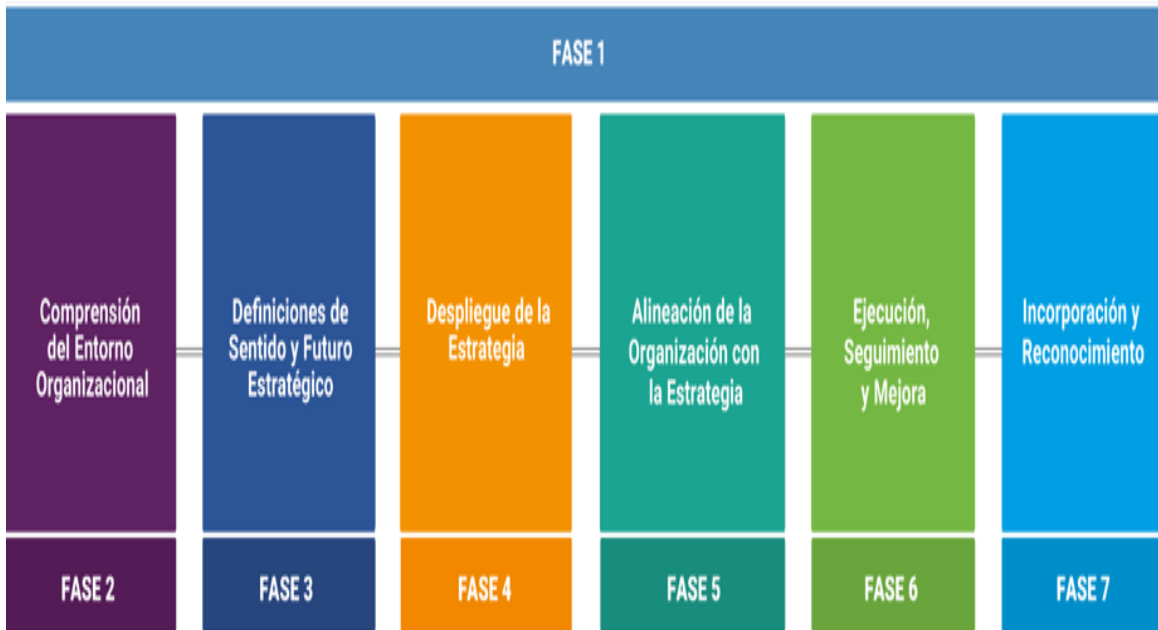 FASE 1
Comprensión
del Entorno
Organizacional
Definiciones de
Sentido y Futuro
Estratégico
Despliegue de la
Estrategia
Alineación de la
Organización con
la Estrategia
Ejecución,
Seguimiento
y Mejora
Incorporación y
Reconocimiento
FASE 2
FASE 3
FASE 4
FASE 5
FASE 6
FASE 7